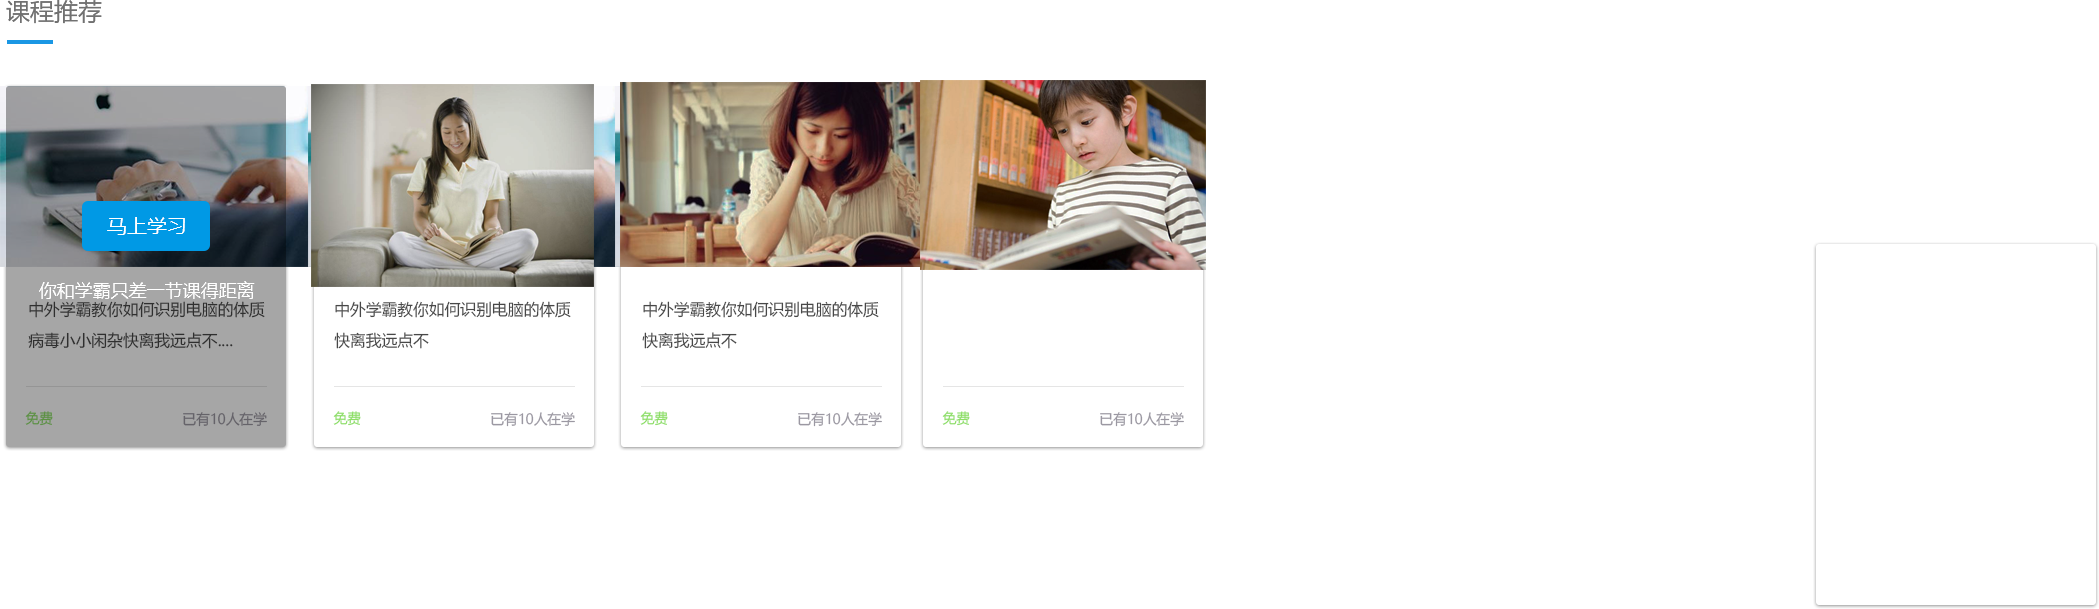 课程推荐
马上学习
你和学霸只差一节课得距离
中外学霸教你如何识别电脑的体质
病毒小小闲杂快离我远点不....
免费
已有10人在学
中外学霸教你如何识别电脑的体质
快离我远点不
免费
已有10人在学
中外学霸教你如何识别电脑的体质
快离我远点不
免费
已有10人在学
免费
已有10人在学